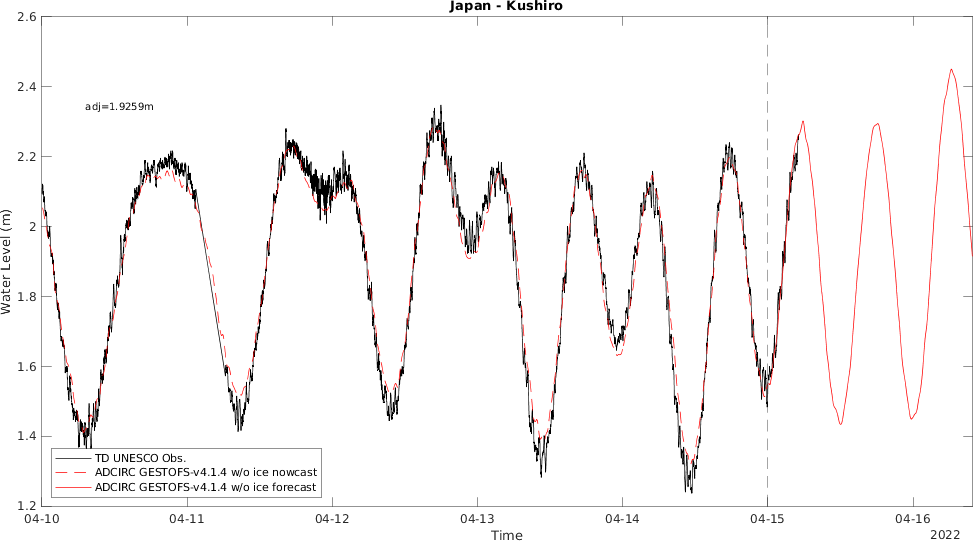 Japan - Kushiro
2.6
2.4
2.2
2
1.8
1.6
1.4
1.2
Water Level (m)
adj=1.9259m
TD UNESCO Obs.
ADCIRC GESTOFS-v4.1.4 w/o ice nowcast
ADCIRC GESTOFS-v4.1.4 w/o ice forecast
04-10 04-11 04-12 04-13 04-14 04-15 04-16
Time
2022